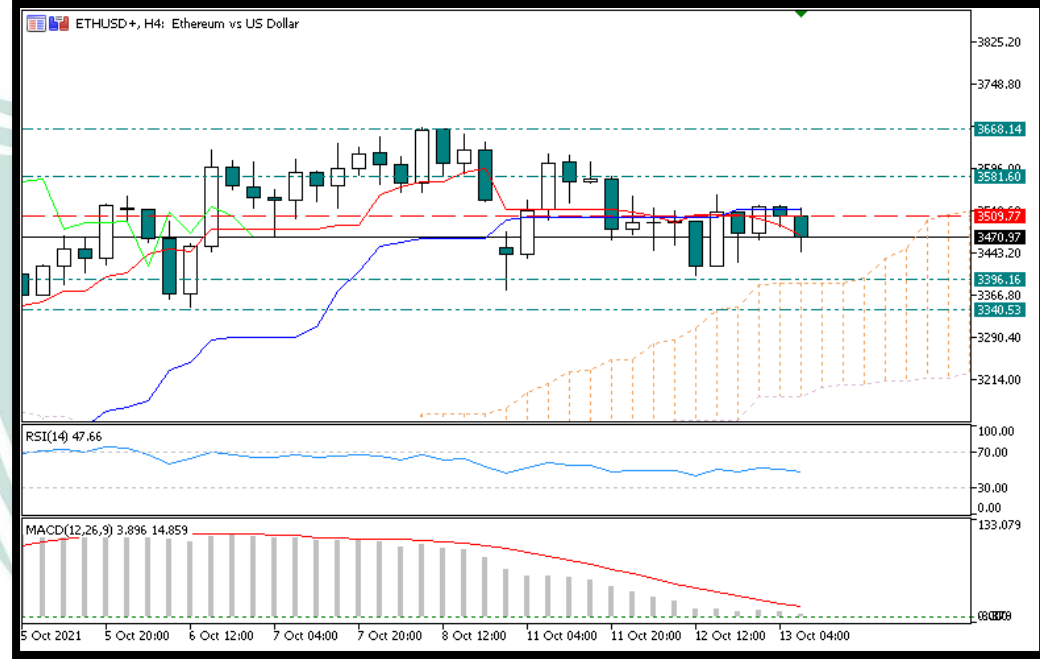 ETHUSD+, H4: Ethereum vs US Dollar
3825.20
3748.80
3668.14
3581.60
3509.77
3470.97
3443.20
3396.16
3366.80
3340.53
3290.40
3214.00
RSI(14) 47.66
100.00
70.00
30.00
0.00
MACD(12,26,9) 3.896 14.859
133.079
5 Oct 2021
5 Oct 20:00
6 Oct 12:00
7 Oct 04:00
7 Oct 20:00
8 Oct 12:00
11 Oct 04:00
11 Oct 20:00
12 Oct 12:00
13 Oct 04:00